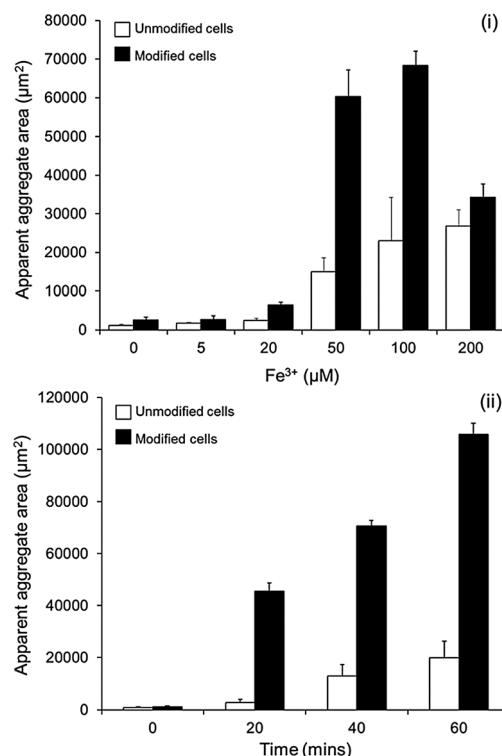 (i)
Unmodified cells
Modified cells
Apparent aggregate area (µm²)
80000
70000
60000
50000
40000
30000
20000
10000
0
0 5 20 50 100 200
Fe³⁺ (µM)
(ii)
Unmodified cells
Modified cells
Apparent aggregate area (µm²)
120000
100000
80000
60000
40000
20000
0
0 20 40 60
Time (mins)